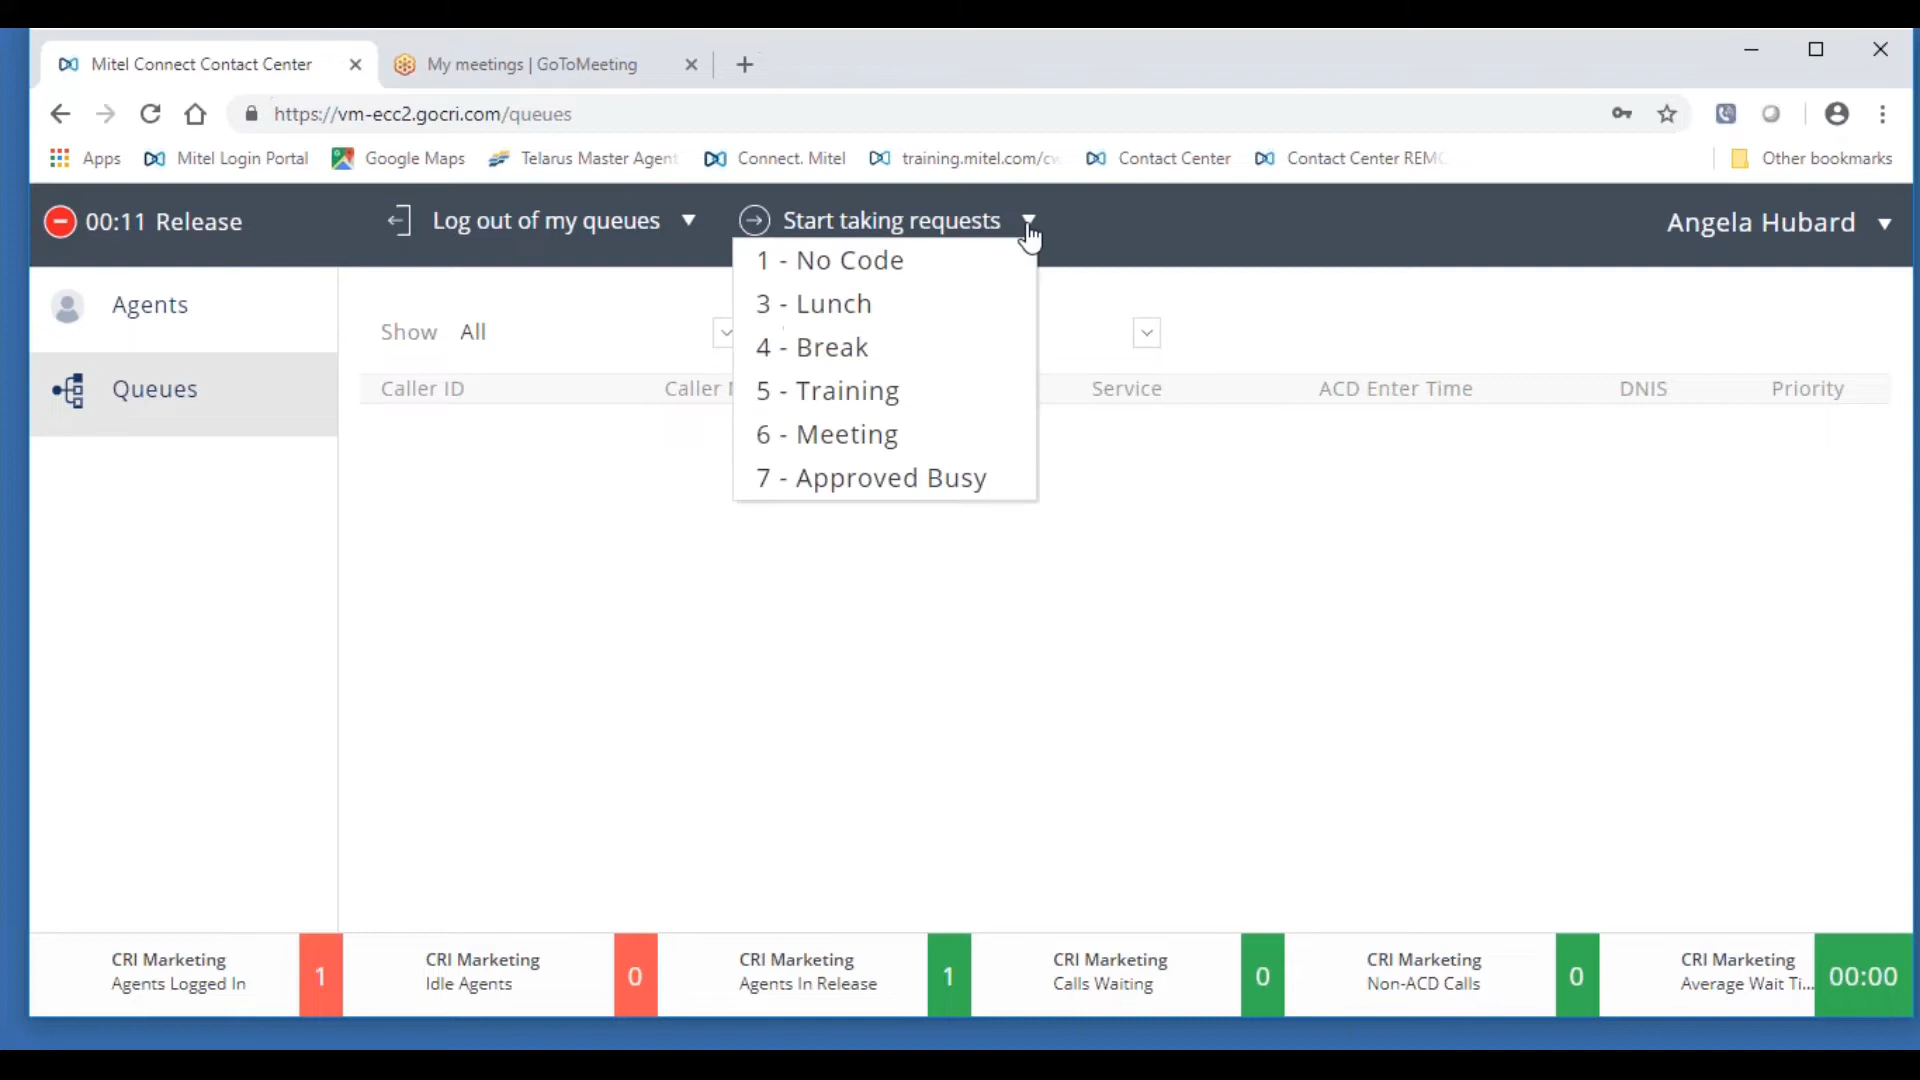 Mitel Connect Contact Center
My meetings | GoToMeeting
https://vm-ecc2.gocri.com/queues
Apps
Mitel Login Portal
Google Maps
Telarus Master Agent
Connect. Mitel
training.mitel.com/cw
Contact Center
Contact Center REMO
Other bookmarks
00:11 Release
Log out of my queues
Start taking requests
Angela Hubard
1 - No Code
3 - Lunch
4 - Break
5 - Training
6 - Meeting
7 - Approved Busy
Agents
Queues
Show All
Caller ID
Caller
Service
ACD Enter Time
DNIS
Priority
CRI Marketing
Agents Logged In
1
CRI Marketing
Idle Agents
0
CRI Marketing
Agents In Release
1
CRI Marketing
Calls Waiting
0
CRI Marketing
Non-ACD Calls
0
CRI Marketing
Average Wait Ti...
00:00